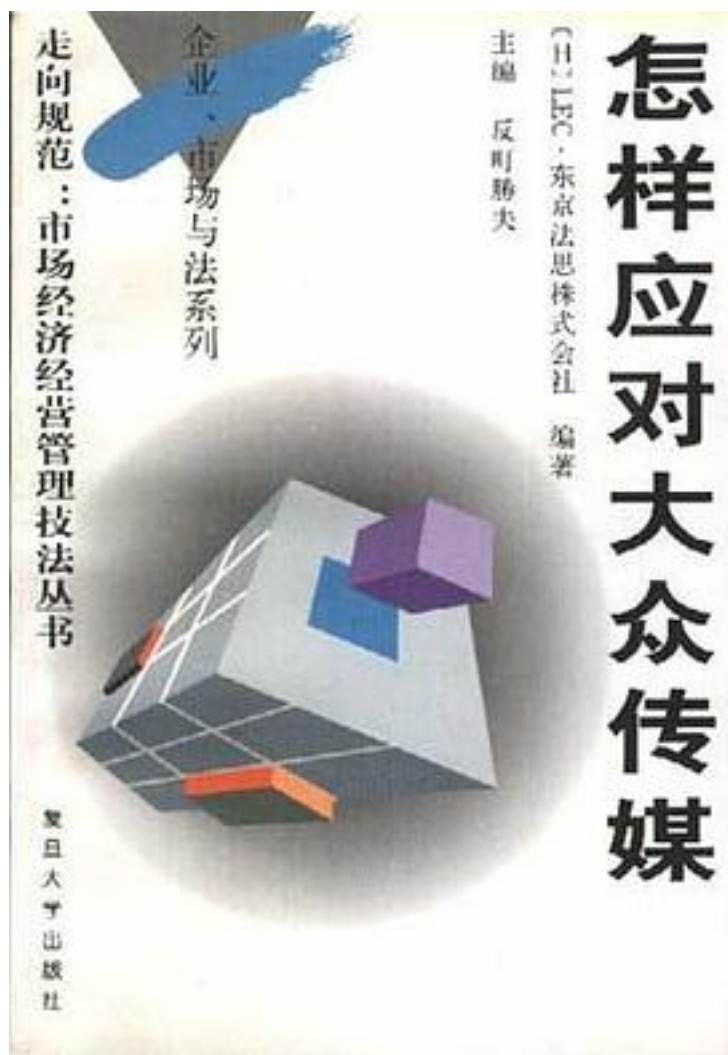 怎样应对大众传媒
〔日〕LEC·东京法思株式会社 编著
主编 反町勝夫
企业、市场与法系列
走向规范：市场经济经营管理技法丛书
复旦大学出版社